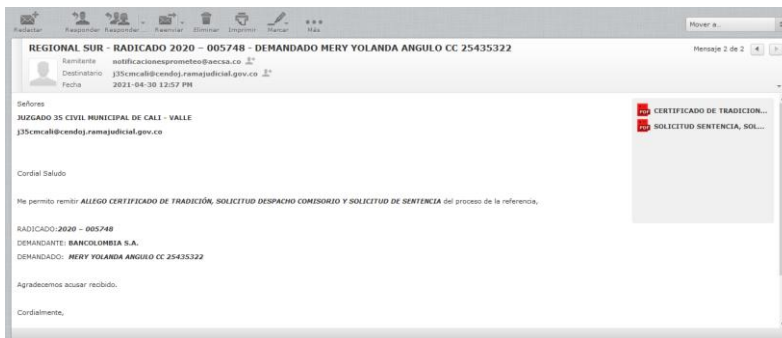 Redactar Responder Responder... Reenviar Eliminar Imprimir Marcar Más
Mover a...
REGIONAL SUR - RADICADO 2020 – 005748 - DEMANDADO MERY YOLANDA ANGULO CC 25435322
Mensaje 2 de 2
Remitente notificacionesprometeo@aecsa.co
Destinatario j35cmcali@cendoj.ramajudicial.gov.co
Fecha 2021-04-30 12:57 PM
Señores
JUZGADO 35 CIVIL MUNICIPAL DE CALI - VALLE
j35cmcali@cendoj.ramajudicial.gov.co
CERTIFICADO DE TRADICION...
SOLICITUD SENTENCIA, SOL...
Cordial Saludo
Me permito remitir ALLEGO CERTIFICADO DE TRADICIÓN, SOLICITUD DESPACHO COMISORIO Y SOLICITUD DE SENTENCIA del proceso de la referencia,
RADICADO:2020 – 005748
DEMANDANTE: BANCOLOMBIA S.A.
DEMANDADO: MERY YOLANDA ANGULO CC 25435322
Agradecemos acusar recibido.
Cordialmente,